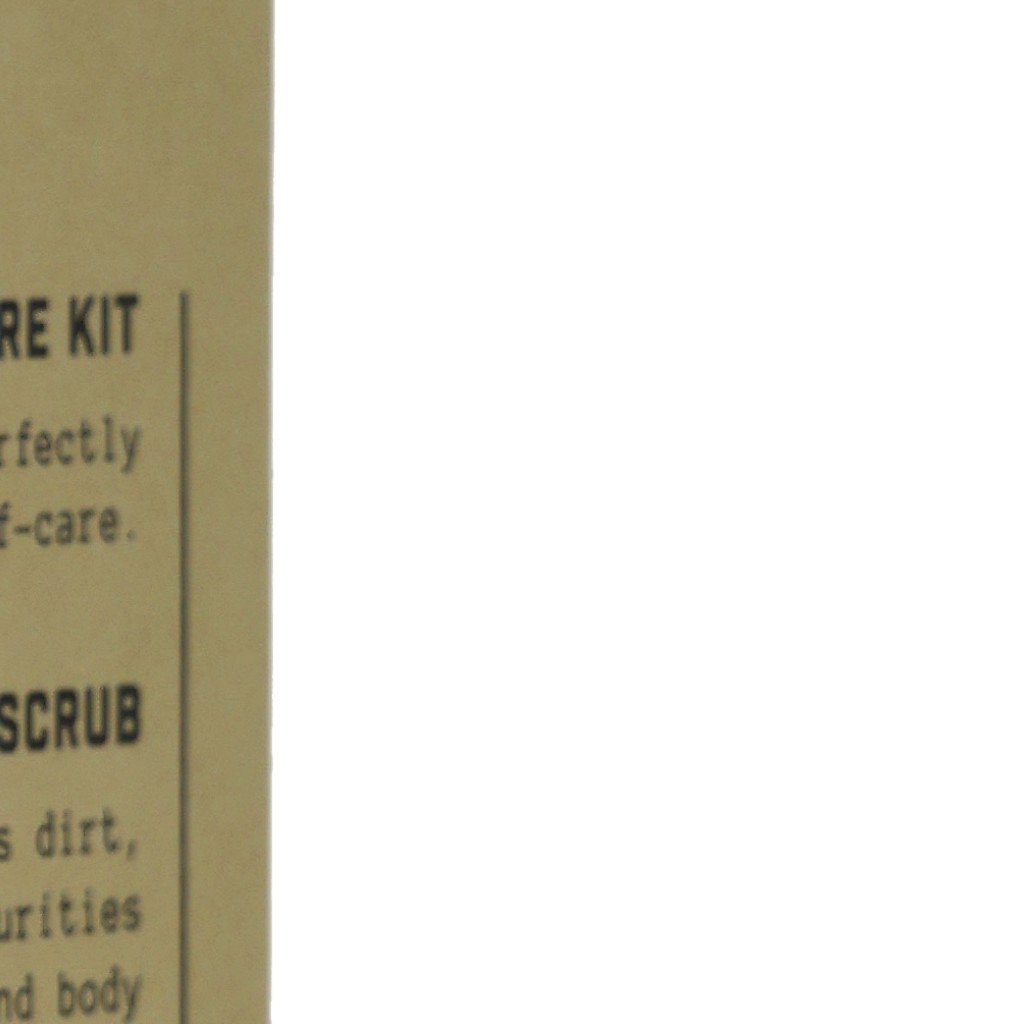 RE KIT
rfectly
f-care.
SCRUB
s dirt,
urities
nd body